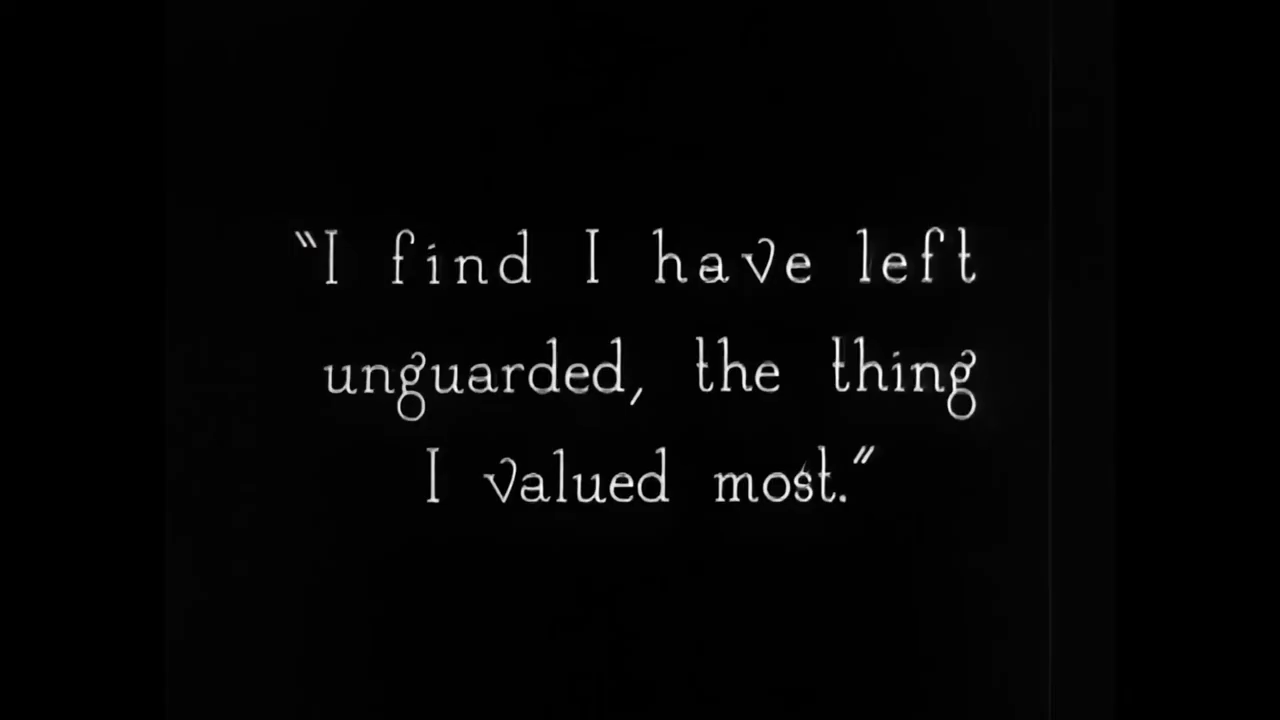 "I find I have left
unguarded, the thing
I valued most."